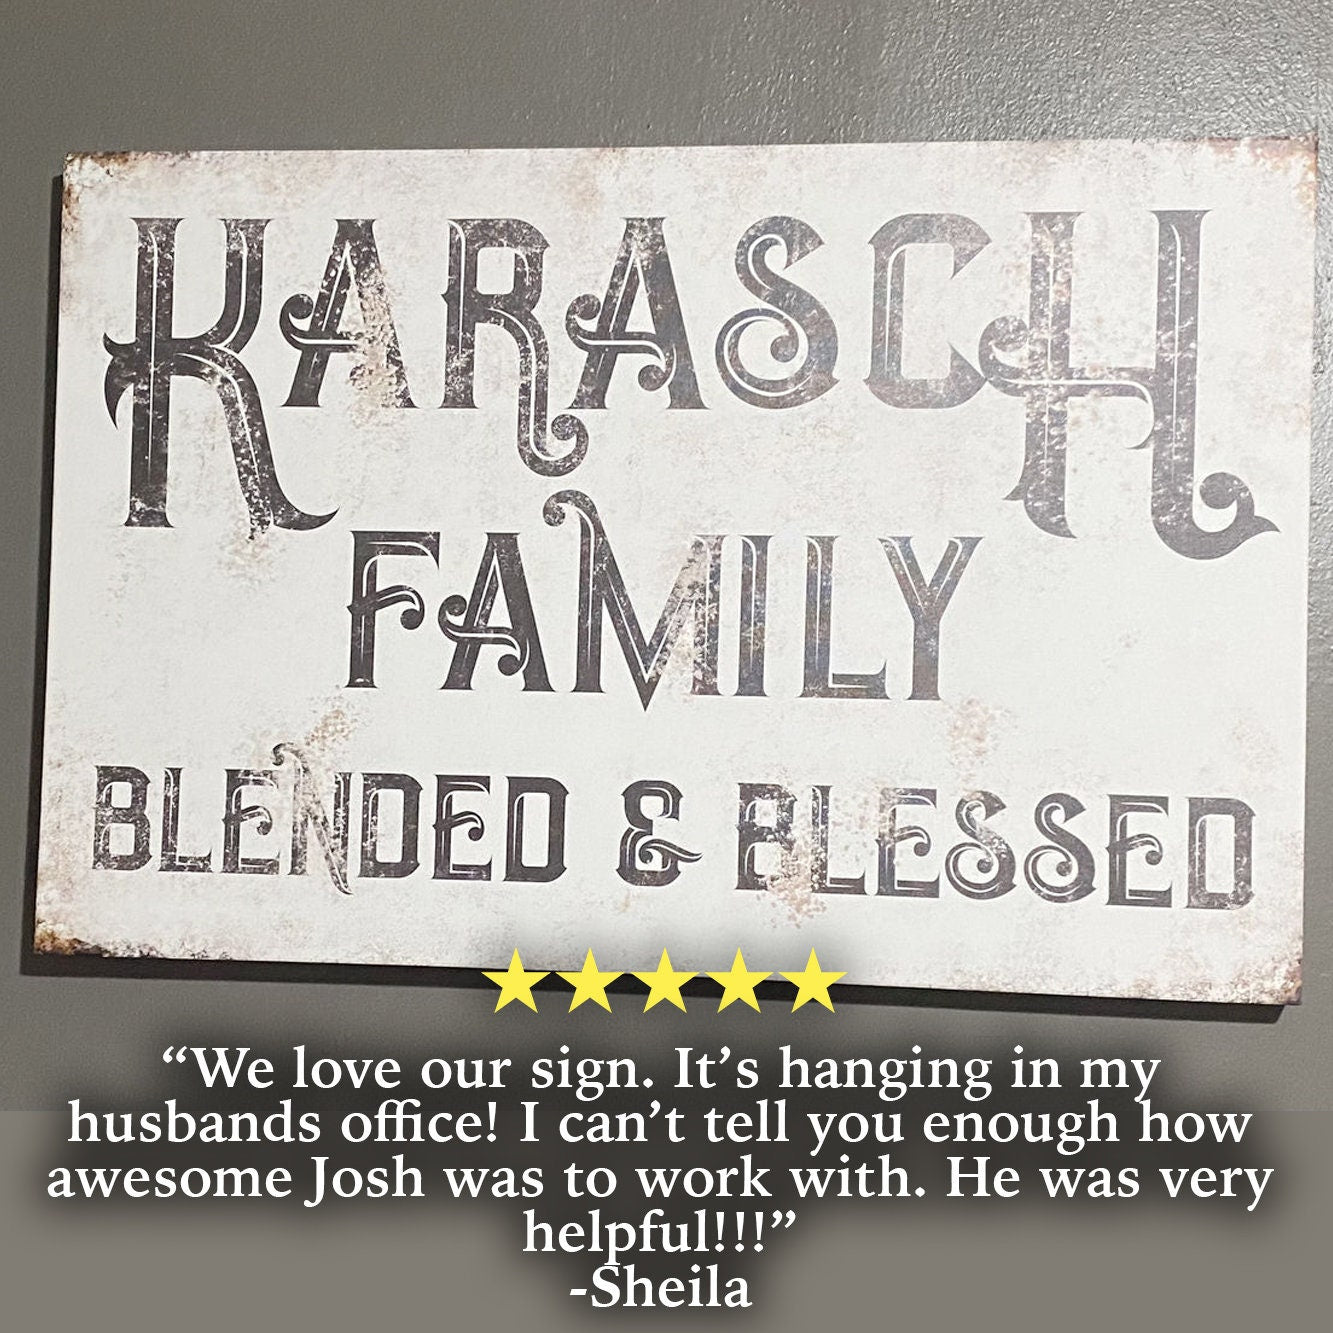 KARASCH
FAMILY
BLENDED & BLESSED
“We love our sign. It’s hanging in my
husbands office! I can’t tell you enough how
awesome Josh was to work with. He was very
helpful!!!”
-Sheila